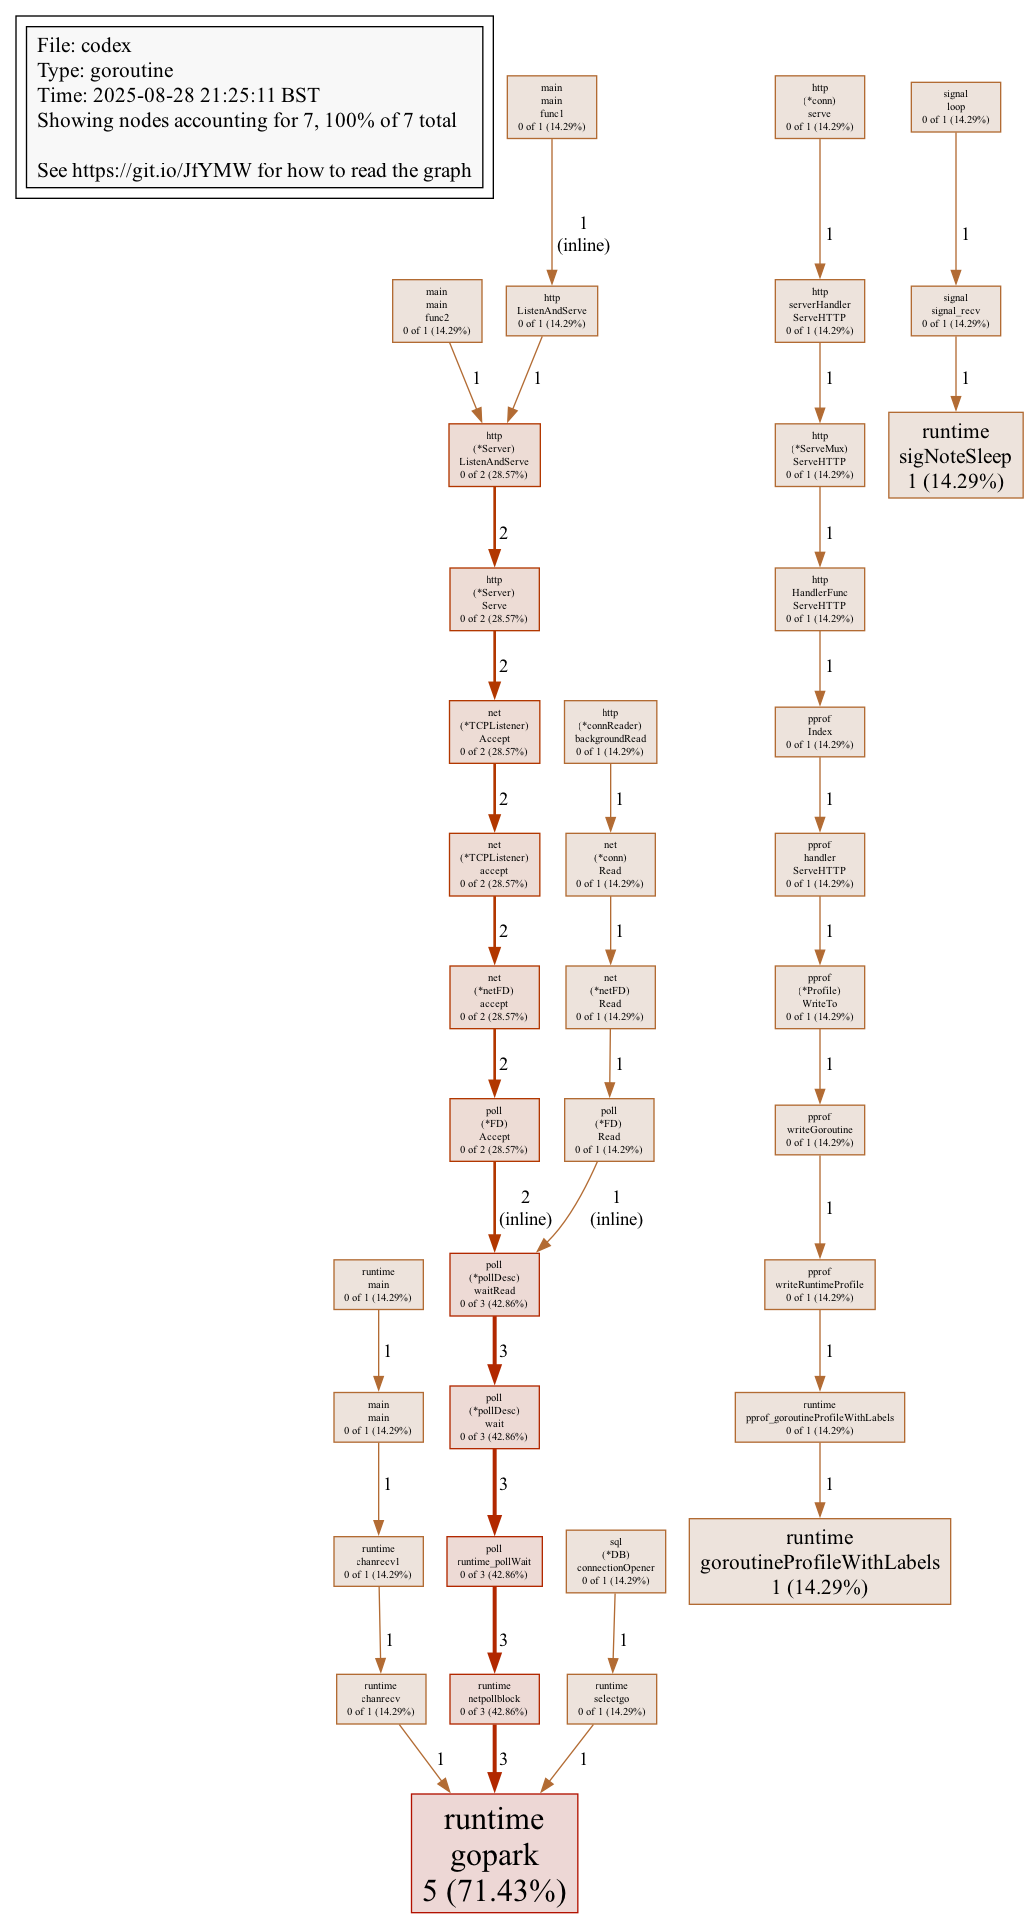 File: codex
Type: goroutine
Time: 2025-08-28 21:25:11 BST
Showing nodes accounting for 7, 100% of 7 total
See https://git.io/JfYMW for how to read the graph
main
main
func1
0 of 1 (14.29%)
http
(*conn)
serve
0 of 1 (14.29%)
signal
loop
0 of 1 (14.29%)
1
(inline)
1
1
main
main
func2
0 of 1 (14.29%)
http
ListenAndServe
0 of 1 (14.29%)
http
serverHandler
ServeHTTP
0 of 1 (14.29%)
signal
signal_recv
0 of 1 (14.29%)
1
1
1
1
http
(*Server)
ListenAndServe
0 of 2 (28.57%)
http
(*ServeMux)
ServeHTTP
0 of 1 (14.29%)
runtime
sigNoteSleep
1 (14.29%)
2
1
http
(*Server)
Serve
0 of 2 (28.57%)
http
HandlerFunc
ServeHTTP
0 of 1 (14.29%)
2
1
net
(*TCPListener)
Accept
0 of 2 (28.57%)
http
(*connReader)
backgroundRead
0 of 1 (14.29%)
pprof
Index
0 of 1 (14.29%)
2
1
1
net
(*TCPListener)
accept
0 of 2 (28.57%)
net
(*conn)
Read
0 of 1 (14.29%)
pprof
handler
ServeHTTP
0 of 1 (14.29%)
2
1
1
net
(*netFD)
accept
0 of 2 (28.57%)
net
(*netFD)
Read
0 of 1 (14.29%)
pprof
(*Profile)
WriteTo
0 of 1 (14.29%)
2
1
1
poll
(*FD)
Accept
0 of 2 (28.57%)
poll
(*FD)
Read
0 of 1 (14.29%)
pprof
writeGoroutine
0 of 1 (14.29%)
2
(inline)
1
(inline)
1
runtime
main
0 of 1 (14.29%)
poll
(*pollDesc)
waitRead
0 of 3 (42.86%)
pprof
writeRuntimeProfile
0 of 1 (14.29%)
1
3
1
main
main
0 of 1 (14.29%)
poll
(*pollDesc)
wait
0 of 3 (42.86%)
runtime
pprof_goroutineProfileWithLabels
0 of 1 (14.29%)
1
3
1
runtime
chanrecv1
0 of 1 (14.29%)
poll
runtime_pollWait
0 of 3 (42.86%)
sql
(*DB)
connectionOpener
0 of 1 (14.29%)
runtime
goroutineProfileWithLabels
1 (14.29%)
1
3
1
runtime
chanrecv
0 of 1 (14.29%)
runtime
netpollblock
0 of 3 (42.86%)
runtime
selectgo
0 of 1 (14.29%)
1
3
1
runtime
gopark
5 (71.43%)